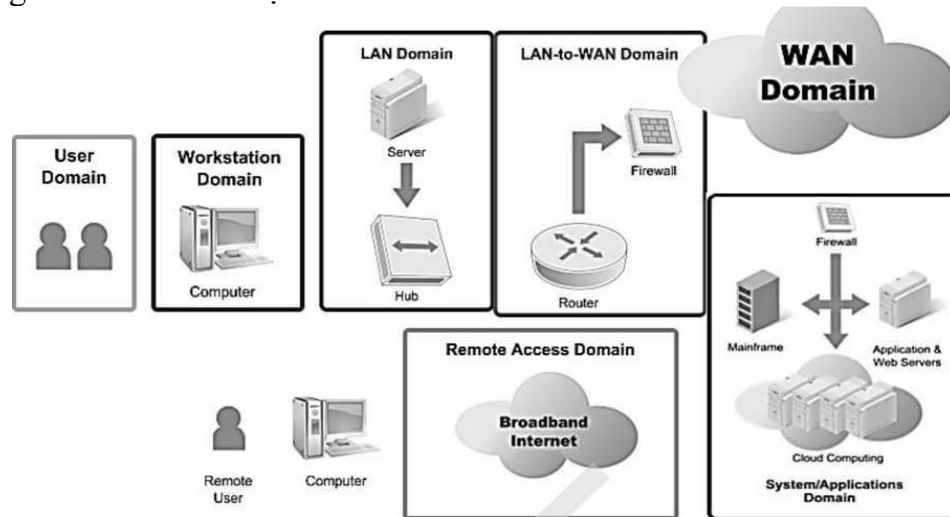 LAN Domain
Server
Hub
LAN-to-WAN Domain
Firewall
Router
WAN
Domain
User
Domain
Workstation
Domain
Computer
Firewall
Mainframe
Application &
Web Servers
Cloud Computing
System/Applications
Domain
Remote Access Domain
Broadband
Internet
Remote
User
Computer